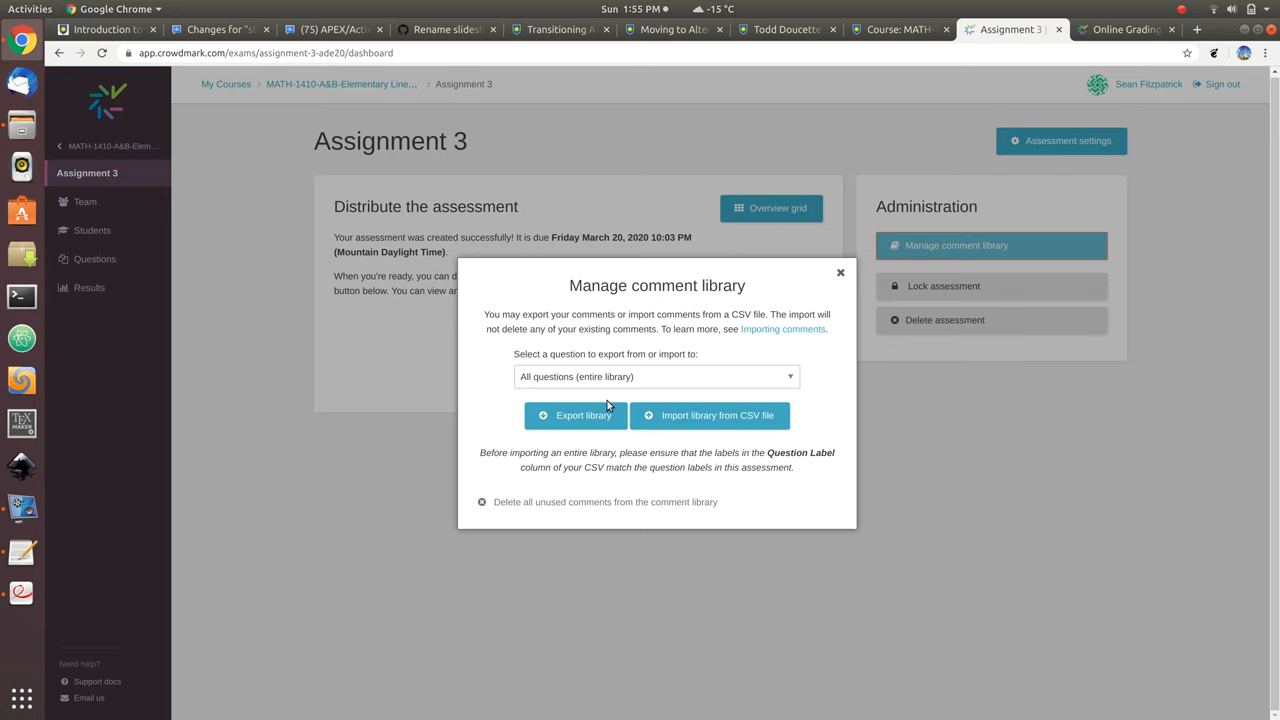 Activities
Google Chrome
Sun 1:55 PM
-15 °C
Introduction to
Changes for "sl
(75) APEX/Acti
Rename slidesh
Transitioning A
Moving to Alter
Todd Doucette
Course: MATH-
Assignment 3 |
Online Grading
app.crowdmark.com/exams/assignment-3-ade20/dashboard
My Courses > MATH-1410-A&B-Elementary Line... > Assignment 3
Sean Fitzpatrick
Sign out
MATH-1410-A&B-Elem...
Assignment 3
Team
Students
Questions
Results
Need help?
Support docs
Email us
Assignment 3
Assessment settings
Distribute the assessment
Overview grid
Your assessment was created successfully! It is due Friday March 20, 2020 10:03 PM
(Mountain Daylight Time).
When you're ready, you can d
button below. You can view an
Administration
Manage comment library
Lock assessment
Delete assessment
Manage comment library
You may export your comments or import comments from a CSV file. The import will
not delete any of your existing comments. To learn more, see Importing comments.
Select a question to export from or import to:
All questions (entire library)
Export library
Import library from CSV file
Before importing an entire library, please ensure that the labels in the Question Label
column of your CSV match the question labels in this assessment.
Delete all unused comments from the comment library
TEX
MAKER